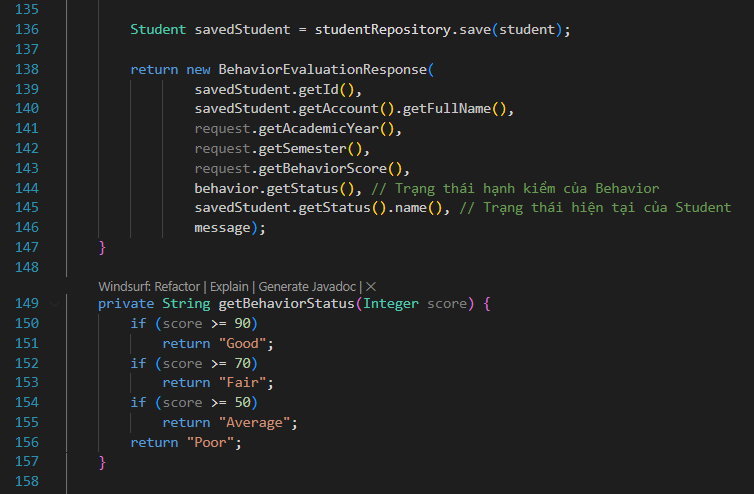 135
136 Student savedStudent = studentRepository.save(student);
137
138 return new BehaviorEvaluationResponse(
139 savedStudent.getId(),
140 savedStudent.getAccount().getFullName(),
141 request.getAcademicYear(),
142 request.getSemester(),
143 request.getBehaviorScore(),
144 behavior.getStatus(), // Trạng thái hạnh kiểm của Behavior
145 savedStudent.getStatus().name(), // Trạng thái hiện tại của Student
146 message);
147 }
148
Windsurf: Refactor | Explain | Generate Javadoc | ✕
149 private String getBehaviorStatus(Integer score) {
150 if (score >= 90)
151 return "Good";
152 if (score >= 70)
153 return "Fair";
154 if (score >= 50)
155 return "Average";
156 return "Poor";
157 }
158